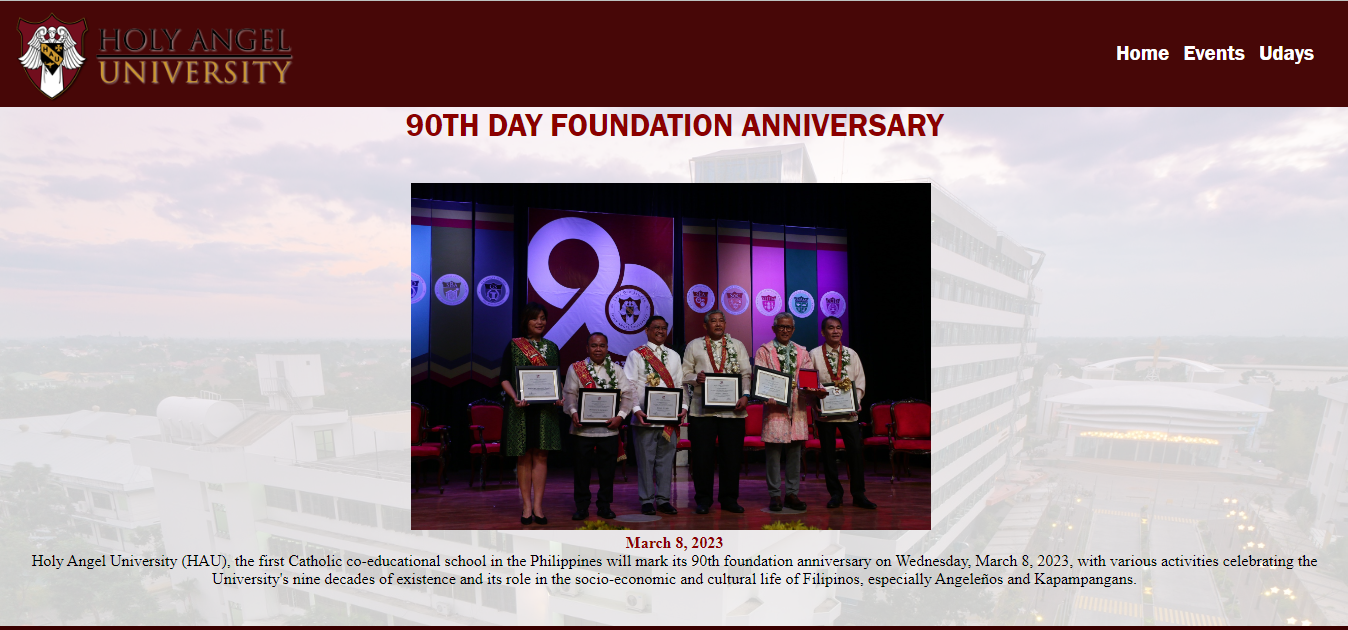 HOLY ANGEL
UNIVERSITY
Home Events Udays
90TH DAY FOUNDATION ANNIVERSARY
90
March 8, 2023
Holy Angel University (HAU), the first Catholic co-educational school in the Philippines will mark its 90th foundation anniversary on Wednesday, March 8, 2023, with various activities celebrating the
University's nine decades of existence and its role in the socio-economic and cultural life of Filipinos, especially Angeleños and Kapampangans.